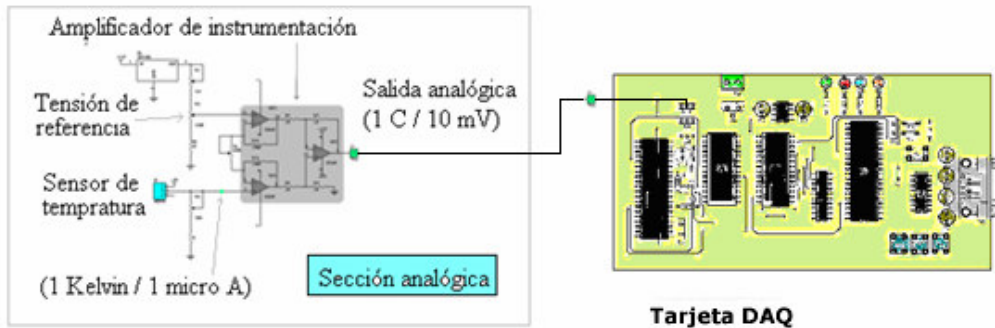 Amplificador de instrumentación
Tensión de
referencia
Salida analógica
(1 C / 10 mV)
Sensor de
tempratura
(1 Kelvin / 1 micro A)
Sección analógica
Tarjeta DAQ